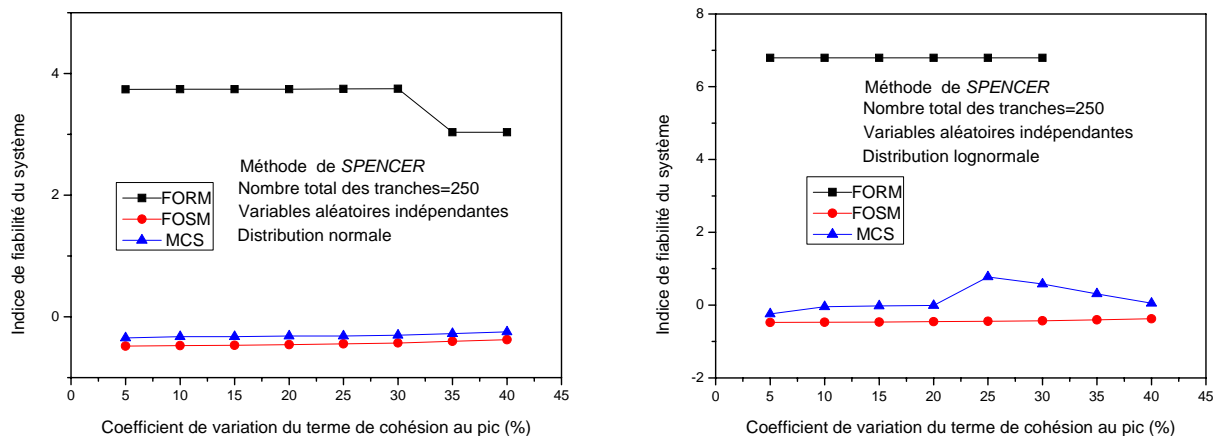 4
2
0
Indice de fiabilité du système
Méthode de SPENCER
Nombre total des tranches=250
Variables aléatoires indépendantes
Distribution normale
FORM
FOSM
MCS
5 10 15 20 25 30 35 40 45
Coefficient de variation du terme de cohésion au pic (%)
8
6
4
2
0
-2
Indice de fiabilité du système
Méthode de SPENCER
Nombre total des tranches=250
Variables aléatoires indépendantes
Distribution lognormale
FORM
FOSM
MCS
5 10 15 20 25 30 35 40 45
Coefficient de variation du terme de cohésion au pic (%)